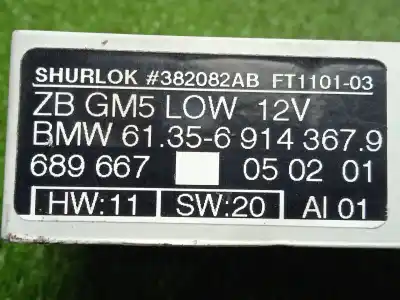 SHURLOK #382082AB FT1101-03
ZB GM5 LOW 12V
BMW 61.35-6 914 367.9
689 667 05 02 01
HW:11 SW:20 AI 01